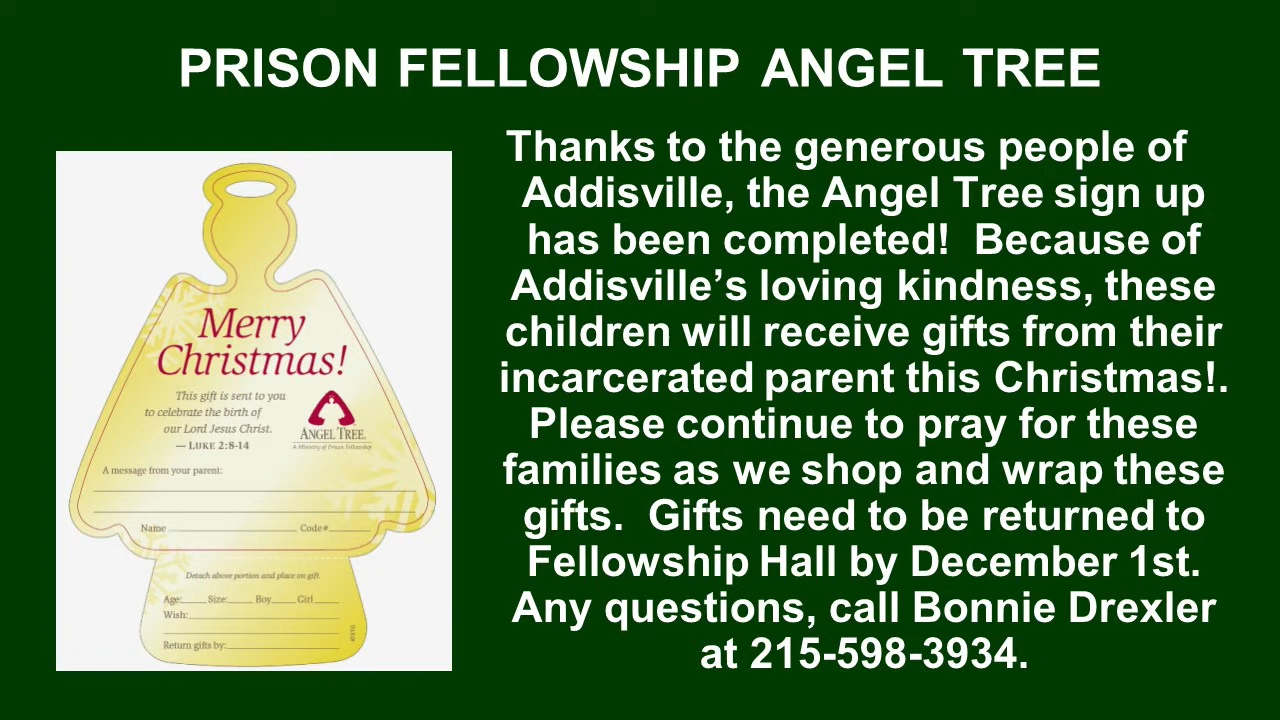 PRISON FELLOWSHIP ANGEL TREE
Thanks to the generous people of
Addisville, the Angel Tree sign up
has been completed!  Because of
Addisville’s loving kindness, these
children will receive gifts from their
incarcerated parent this Christmas!.
Please continue to pray for these
families as we shop and wrap these
gifts.  Gifts need to be returned to
Fellowship Hall by December 1st.
Any questions, call Bonnie Drexler
at 215-598-3934.
Merry
Christmas!
This gift is sent to you
to celebrate the birth of
our Lord Jesus Christ.
— LUKE 2:8-14
ANGEL TREE
A Ministry of Prison Fellowship
A message from your parent:
Name Code#
Detach above portion and place on gift
Age: Size: Boy Girl
Wish:
Return gifts by: